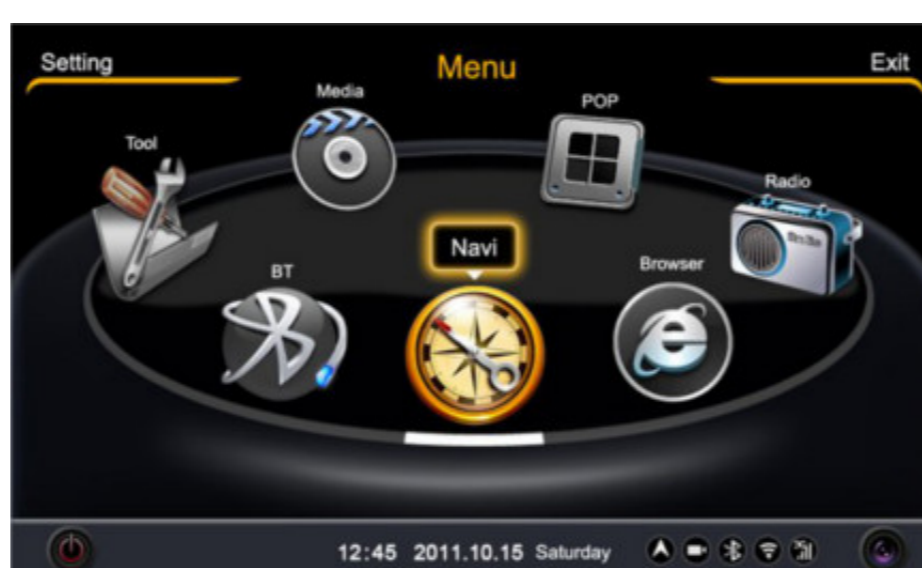 Setting
Menu
Exit
Media
POP
Tool
Radio
Navi
BT
Browser
12:45 2011.10.15 Saturday